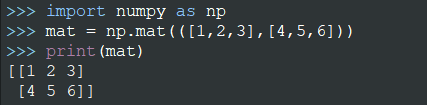 >>> import numpy as np
>>> mat = np.mat(([1,2,3],[4,5,6]))
>>> print(mat)
[[1 2 3]
 [4 5 6]]